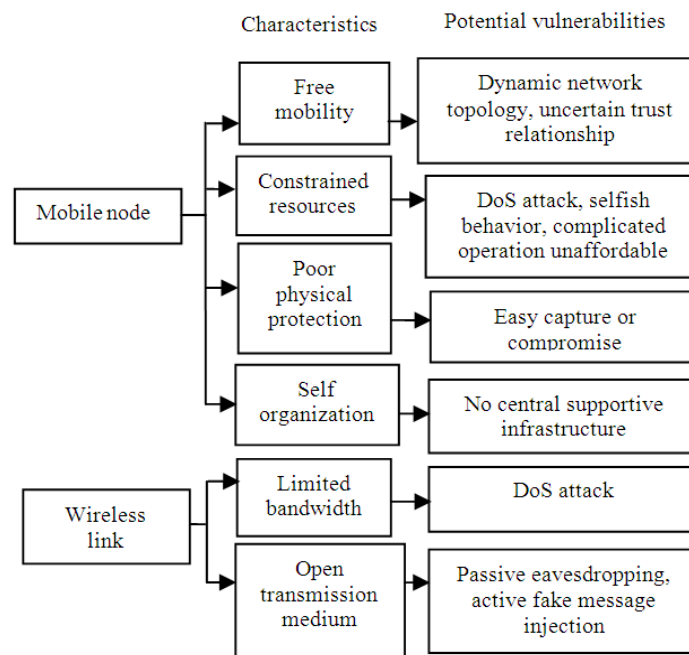 Characteristics
Potential vulnerabilities
Free
mobility
Dynamic network
topology, uncertain trust
relationship
Mobile node
Constrained
resources
DoS attack, selfish
behavior, complicated
operation unaffordable
Poor
physical
protection
Easy capture or
compromise
Self
organization
No central supportive
infrastructure
Wireless
link
Limited
bandwidth
DoS attack
Open
transmission
medium
Passive eavesdropping,
active fake message
injection